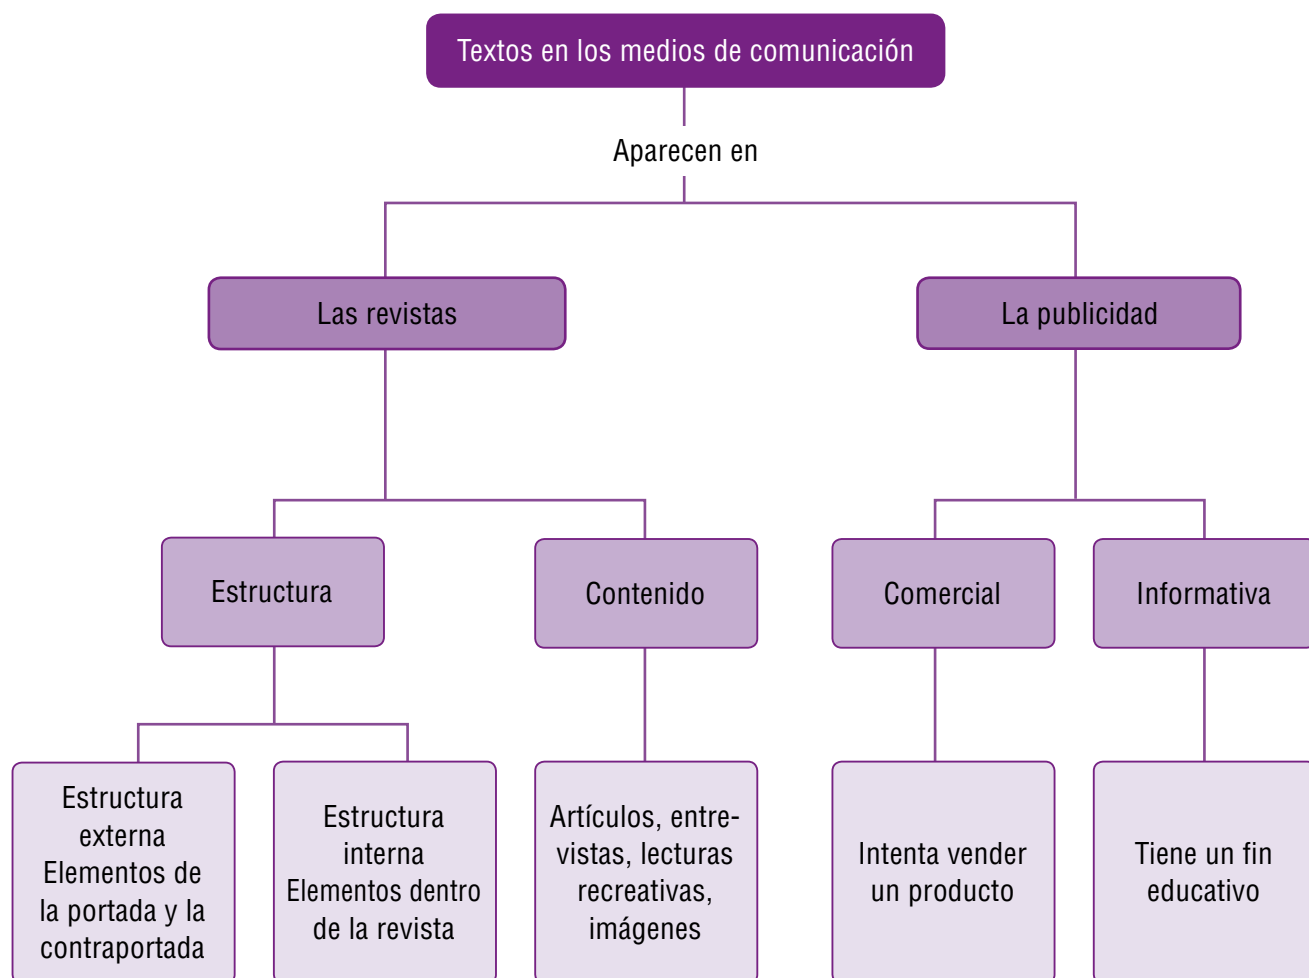 Textos en los medios de comunicación
Aparecen en
Las revistas
La publicidad
Estructura
Contenido
Comercial
Informativa
Estructura
externa
Elementos de
la portada y la
contraportada
Estructura
interna
Elementos dentro
de la revista
Artículos, entre-
vistas, lecturas
recreativas,
imágenes
Intenta vender
un producto
Tiene un fin
educativo